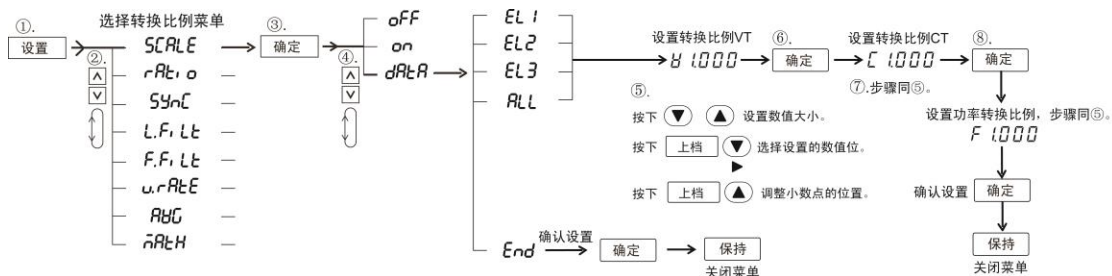 选择转换比例菜单
①.
设置
②.
SCALE
rAtio
SYnC
L.FiLt
F.FiLt
u.rAtE
AVG
mAtH
③.
确定
④.
oFF
on
dAtA
EL1
EL2
EL3
ALL
End
确认设置
确定
保持
关闭菜单
设置转换比例VT
V 1.000
⑤.
按下 ▼ ▲ 设置数值大小。
按下 上档 ▼ 选择设置的数值位。
▶
按下 上档 ▲ 调整小数点的位置。
⑥.
确定
设置转换比例CT
C 1.000
⑦.步骤同⑤。
⑧.
确定
设置功率转换比例，步骤同⑤。
F 1.000
确认设置
确定
保持
关闭菜单